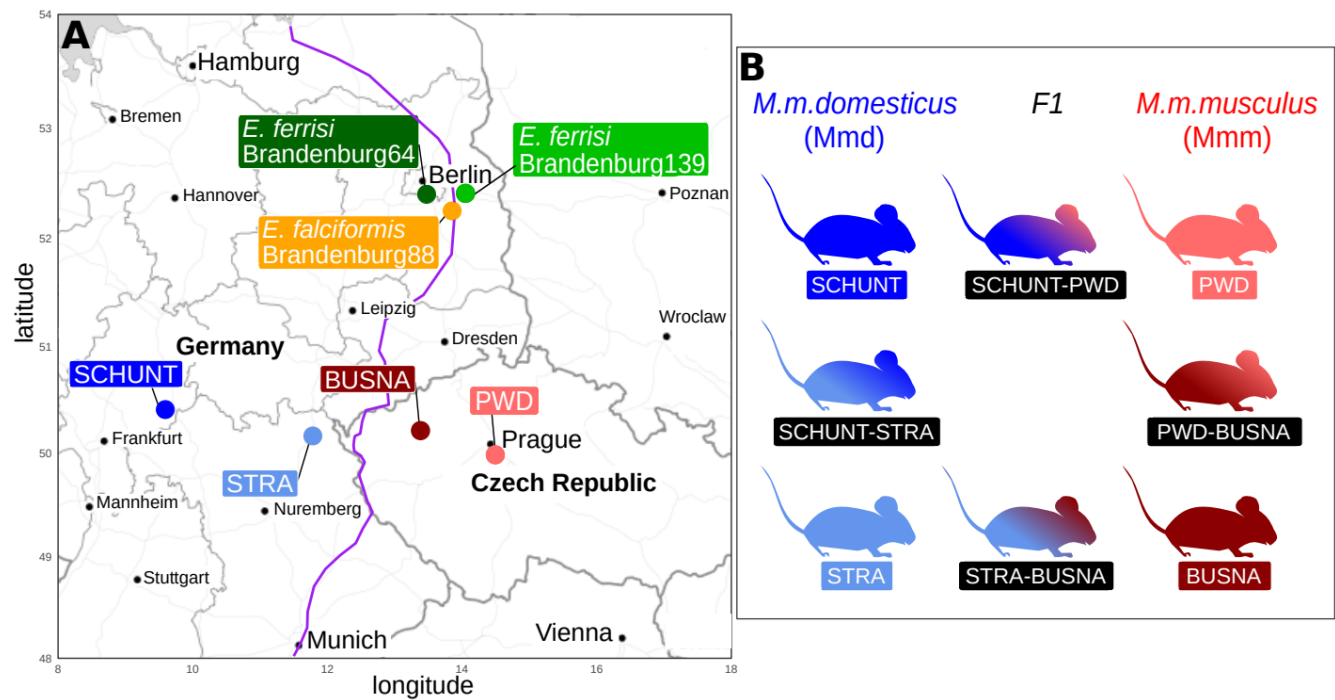 A
54
53
52
51
50
49
48
latitude
8
10
12
14
16
18
longitude
Hamburg
Bremen
Hannover
E. ferrisi
Brandenburg64
Berlin
E. ferrisi
Brandenburg139
Poznan
E. falciformis
Brandenburg88
Leipzig
Dresden
Wroclaw
Germany
SCHUNT
BUSNA
PWD
Frankfurt
Prague
STRA
Czech Republic
Mannheim
Nuremberg
Stuttgart
Munich
Vienna
B
M.m.domesticus
(Mmd)
F1
M.m.musculus
(Mmm)
SCHUNT
SCHUNT-PWD
PWD
SCHUNT-STRA
PWD-BUSNA
STRA
STRA-BUSNA
BUSNA